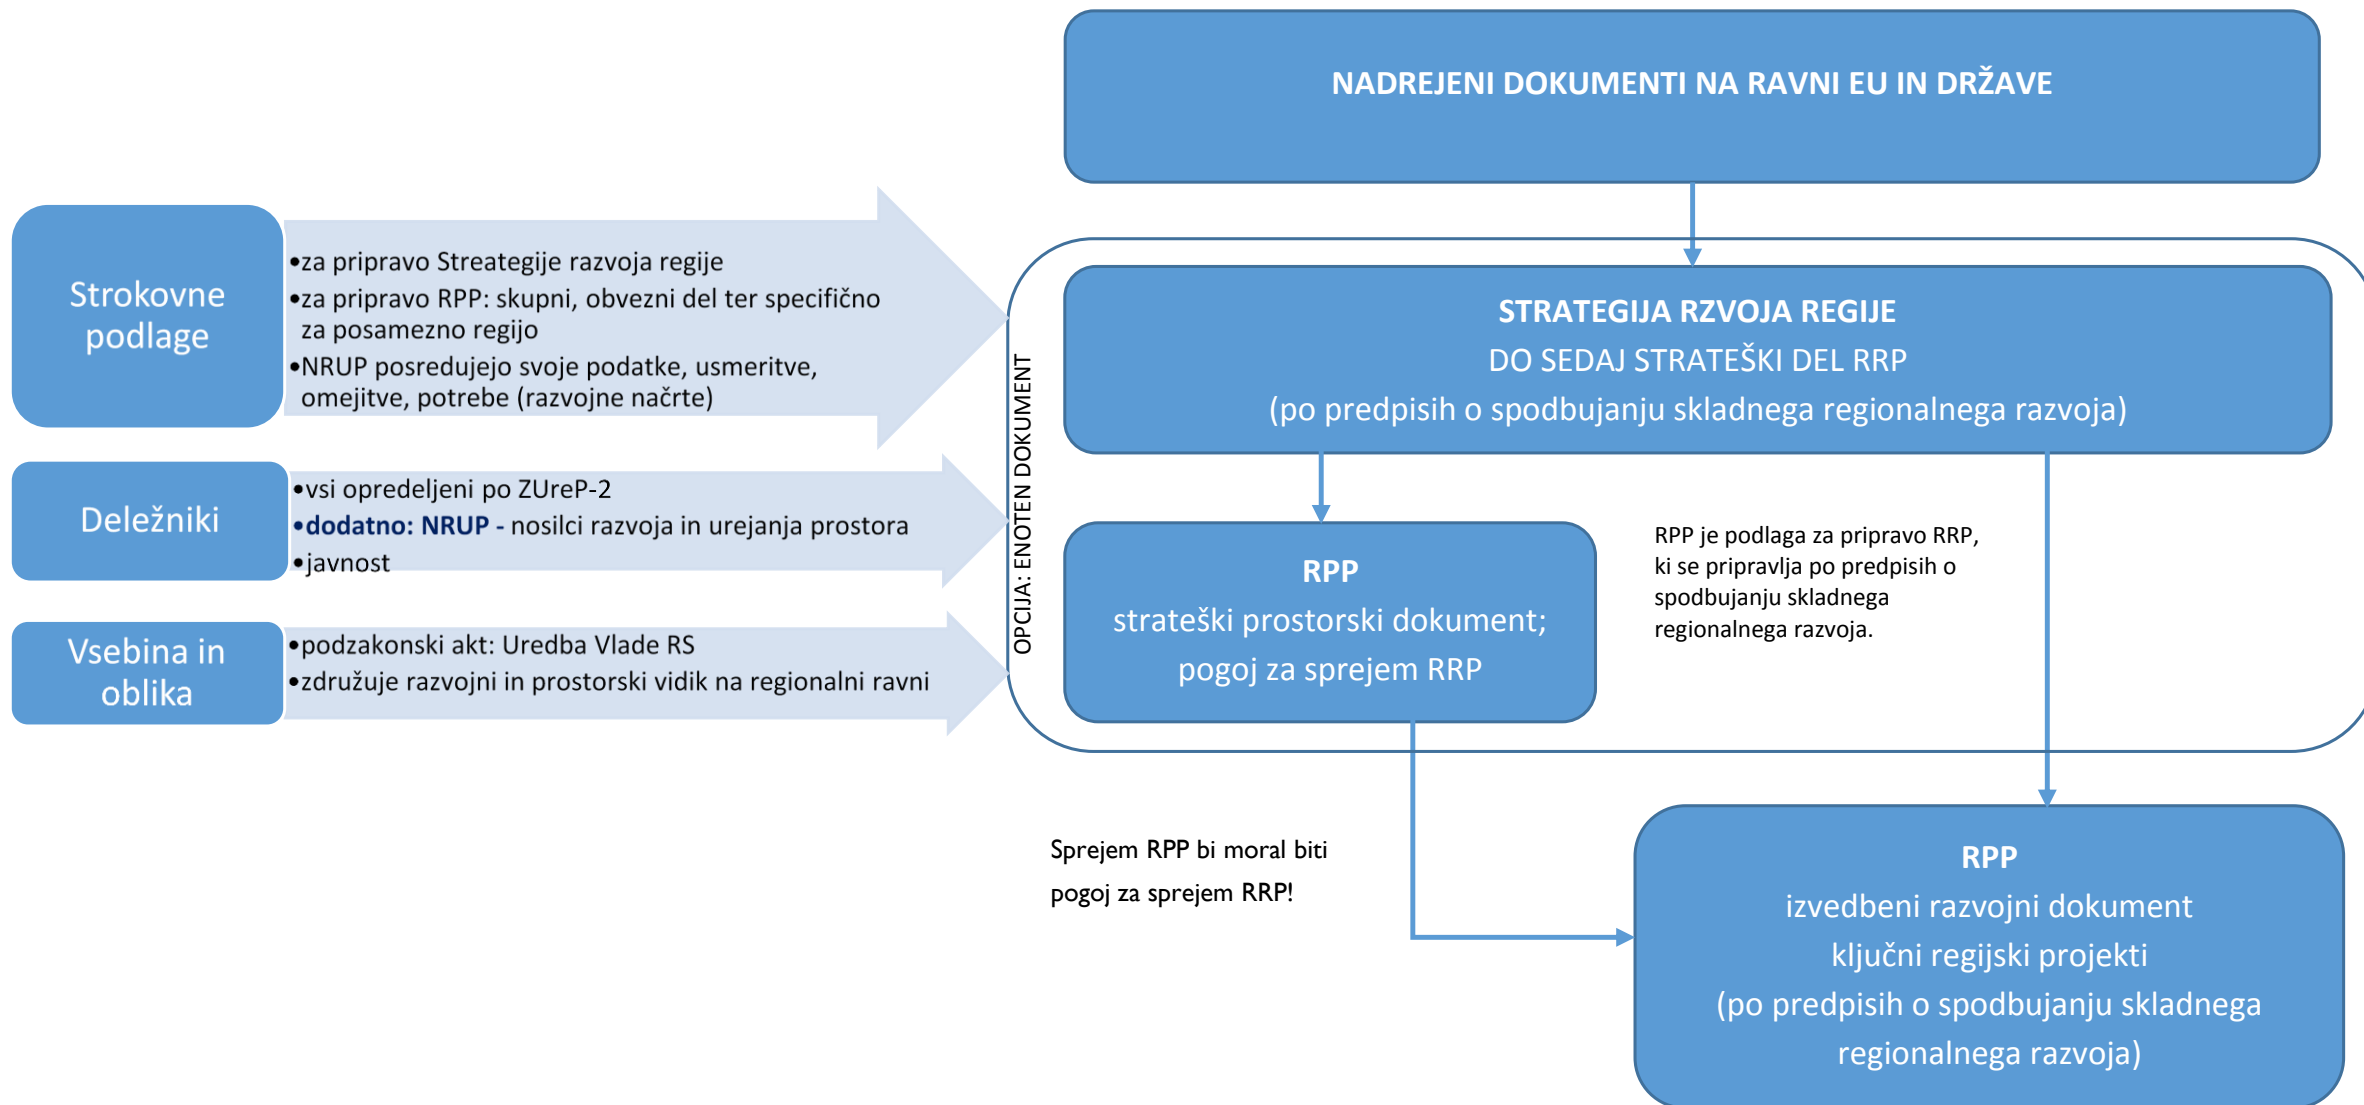 NADREJENI DOKUMENTI NA RAVNI EU IN DRŽAVE
Strokovne
podlage
•za pripravo Streategije razvoja regije
•za pripravo RPP: skupni, obvezni del ter specifično
za posamezno regijo
•NRUP posredujejo svoje podatke, usmeritve,
omejitve, potrebe (razvojne načrte)
Deležniki
•vsi opredeljeni po ZUreP-2
•dodatno: NRUP - nosilci razvoja in urejanja prostora
•javnost
Vsebina in
oblika
•podzakonski akt: Uredba Vlade RS
•združuje razvojni in prostorski vidik na regionalni ravni
OPCIJA: ENOTEN DOKUMENT
STRATEGIJA RZVOJA REGIJE
DO SEDAJ STRATEŠKI DEL RRP
(po predpisih o spodbujanju skladnega regionalnega razvoja)
RPP
strateški prostorski dokument;
pogoj za sprejem RRP
RPP je podlaga za pripravo RRP,
ki se pripravlja po predpisih o
spodbujanju skladnega
regionalnega razvoja.
Sprejem RPP bi moral biti
pogoj za sprejem RRP!
RPP
izvedbeni razvojni dokument
ključni regijski projekti
(po predpisih o spodbujanju skladnega
regionalnega razvoja)